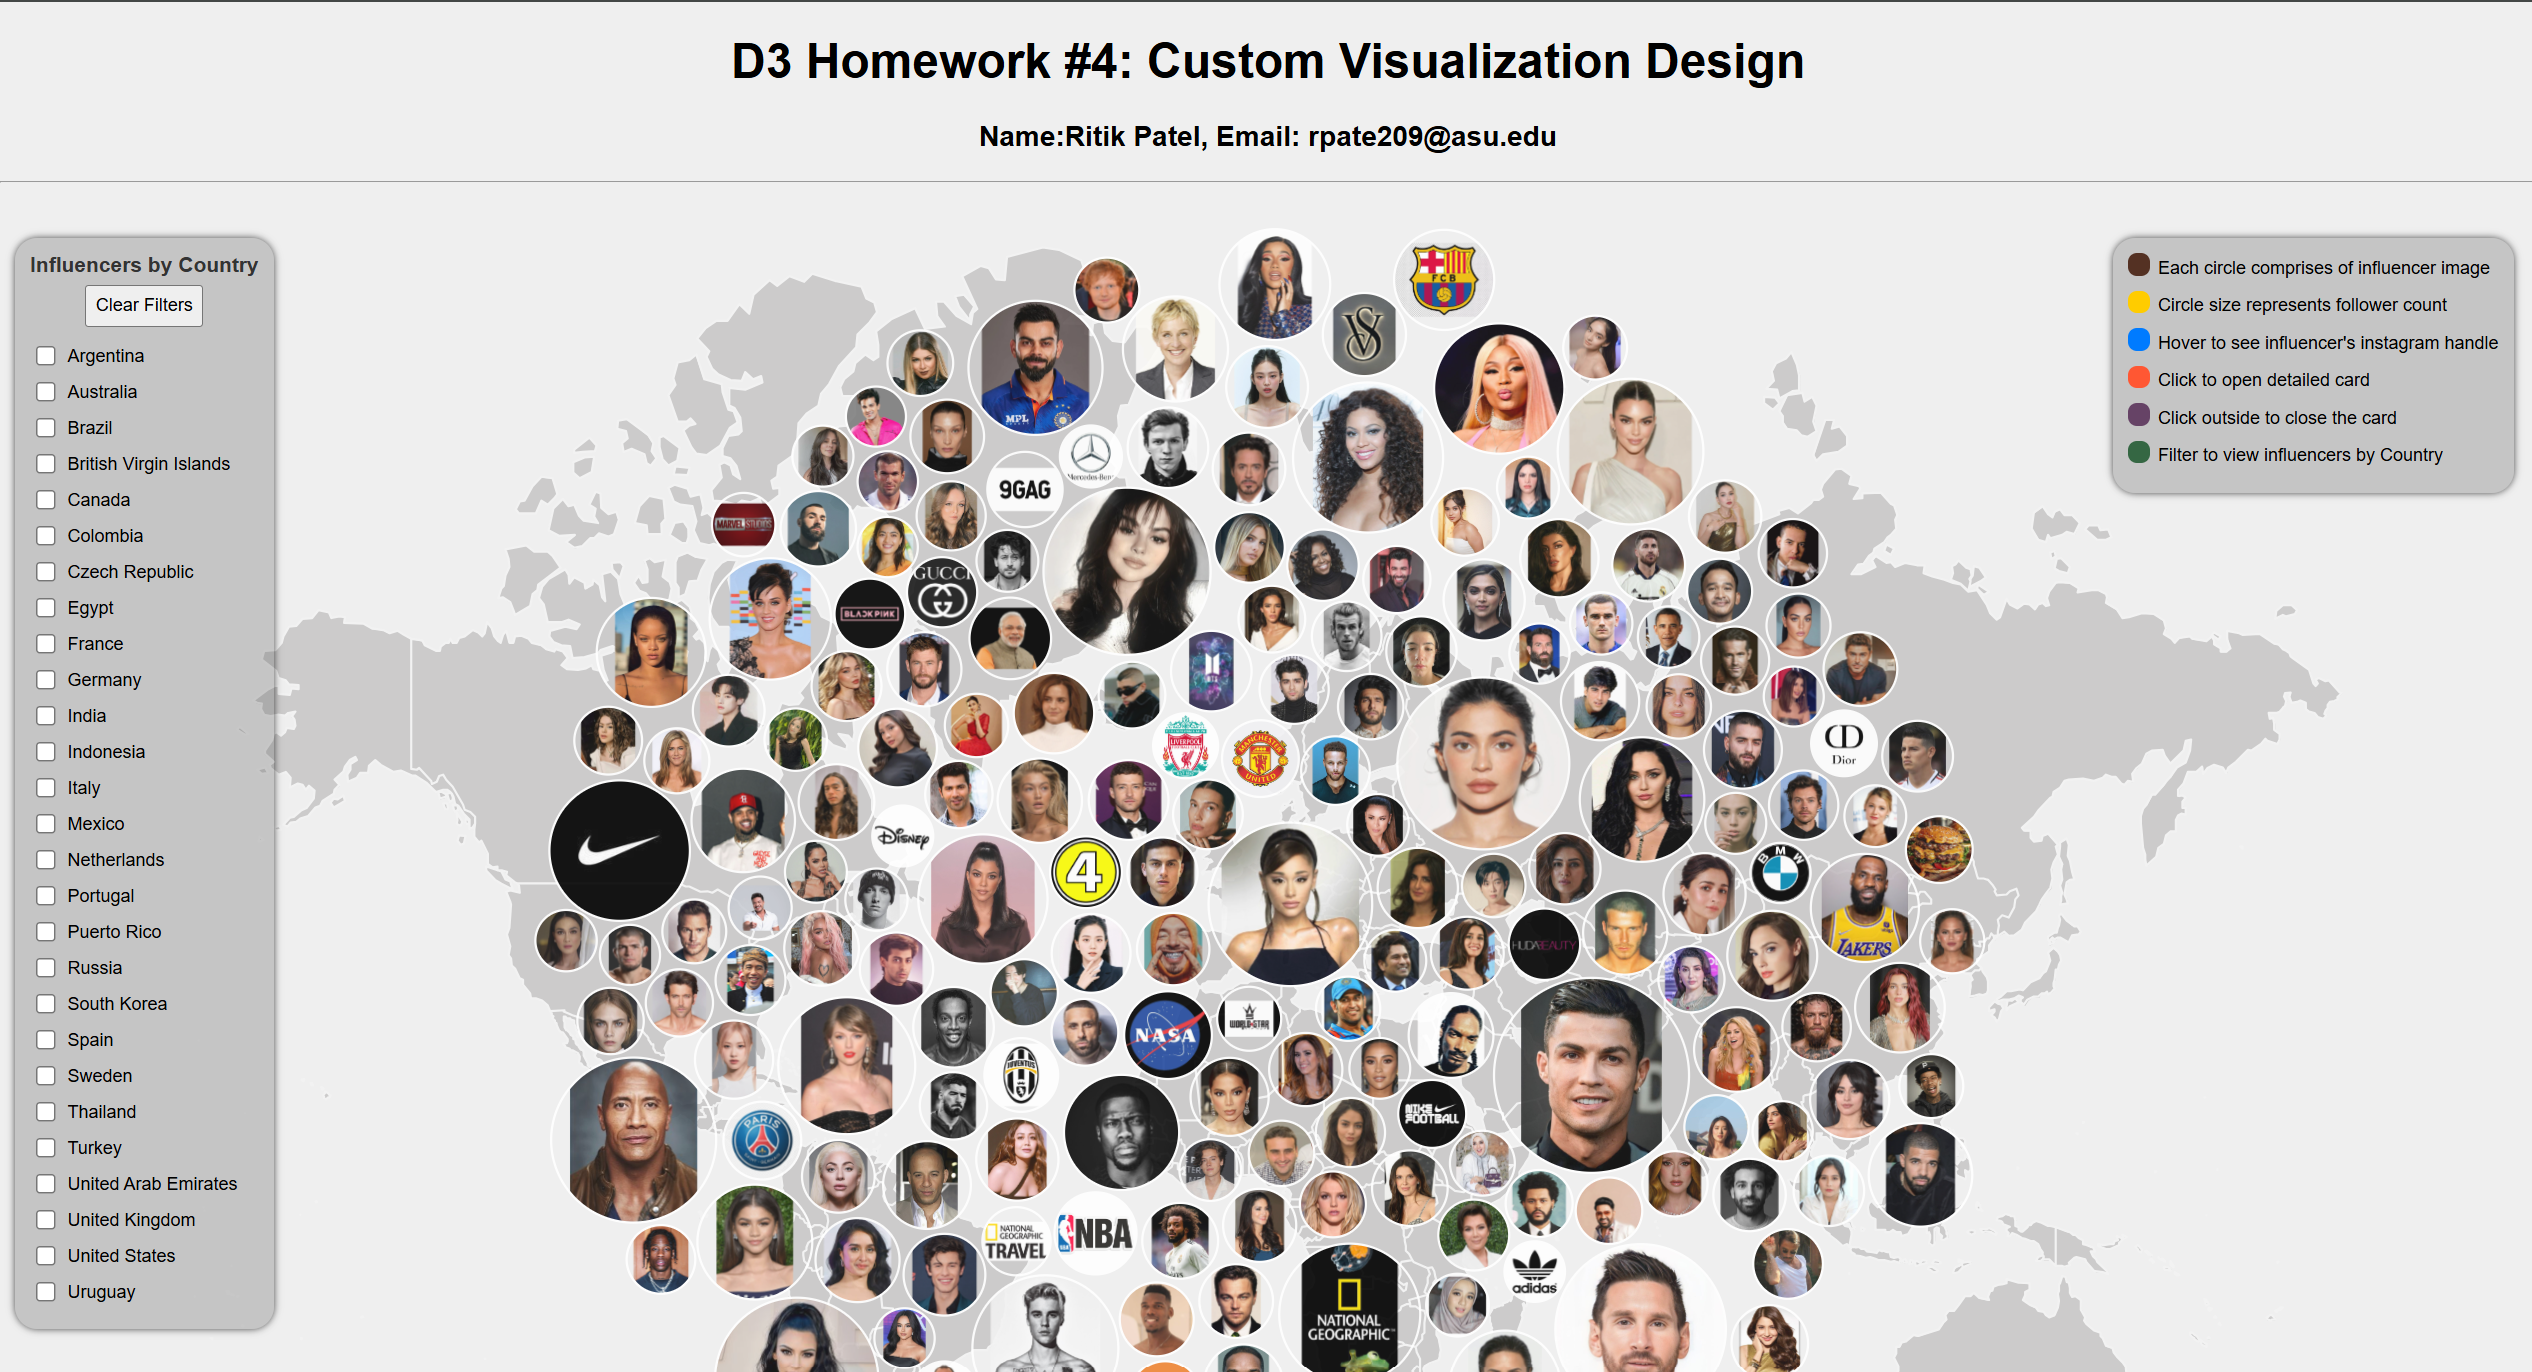 D3 Homework #4: Custom Visualization Design
Name:Ritik Patel, Email: rpate209@asu.edu
Influencers by Country
Clear Filters
Argentina
Australia
Brazil
British Virgin Islands
Canada
Colombia
Czech Republic
Egypt
France
Germany
India
Indonesia
Italy
Mexico
Netherlands
Portugal
Puerto Rico
Russia
South Korea
Spain
Sweden
Thailand
Turkey
United Arab Emirates
United Kingdom
United States
Uruguay
Each circle comprises of influencer image
Circle size represents follower count
Hover to see influencer's instagram handle
Click to open detailed card
Click outside to close the card
Filter to view influencers by Country
FCB
VS
MPL
Mercedes-Benz
9GAG
MARVEL STUDIOS
GUCCI
BLACKPINK
BTS
LIVERPOOL
MANCHESTER
UNITED
CD
Dior
Disney
4
BMW
LAKERS
HUDABEAUTY
NASA
WORLDSTAR
JUVENTUS
NIKE
FOOTBALL
PARIS
NATIONAL
GEOGRAPHIC
TRAVEL
NBA
adidas
NATIONAL
GEOGRAPHIC